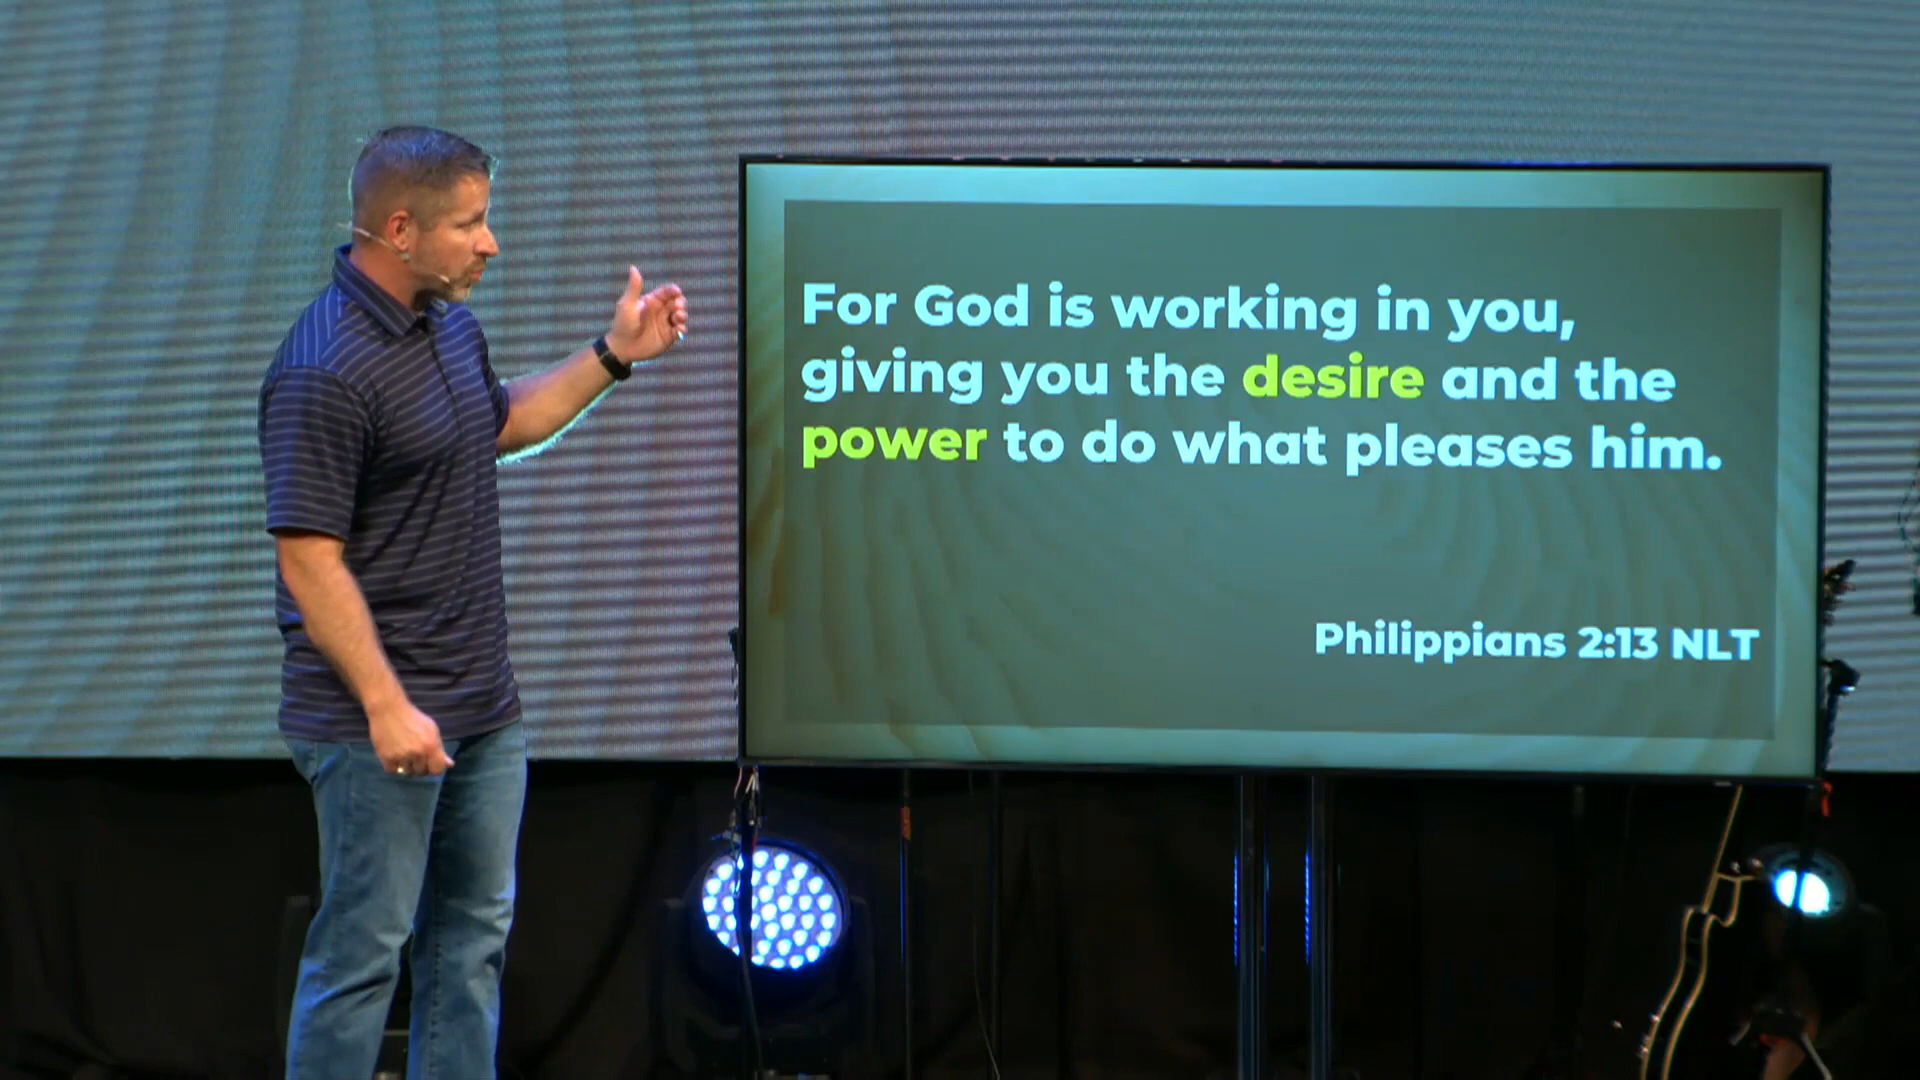 For God is working in you,
giving you the desire and the
power to do what pleases him.
Philippians 2:13 NLT